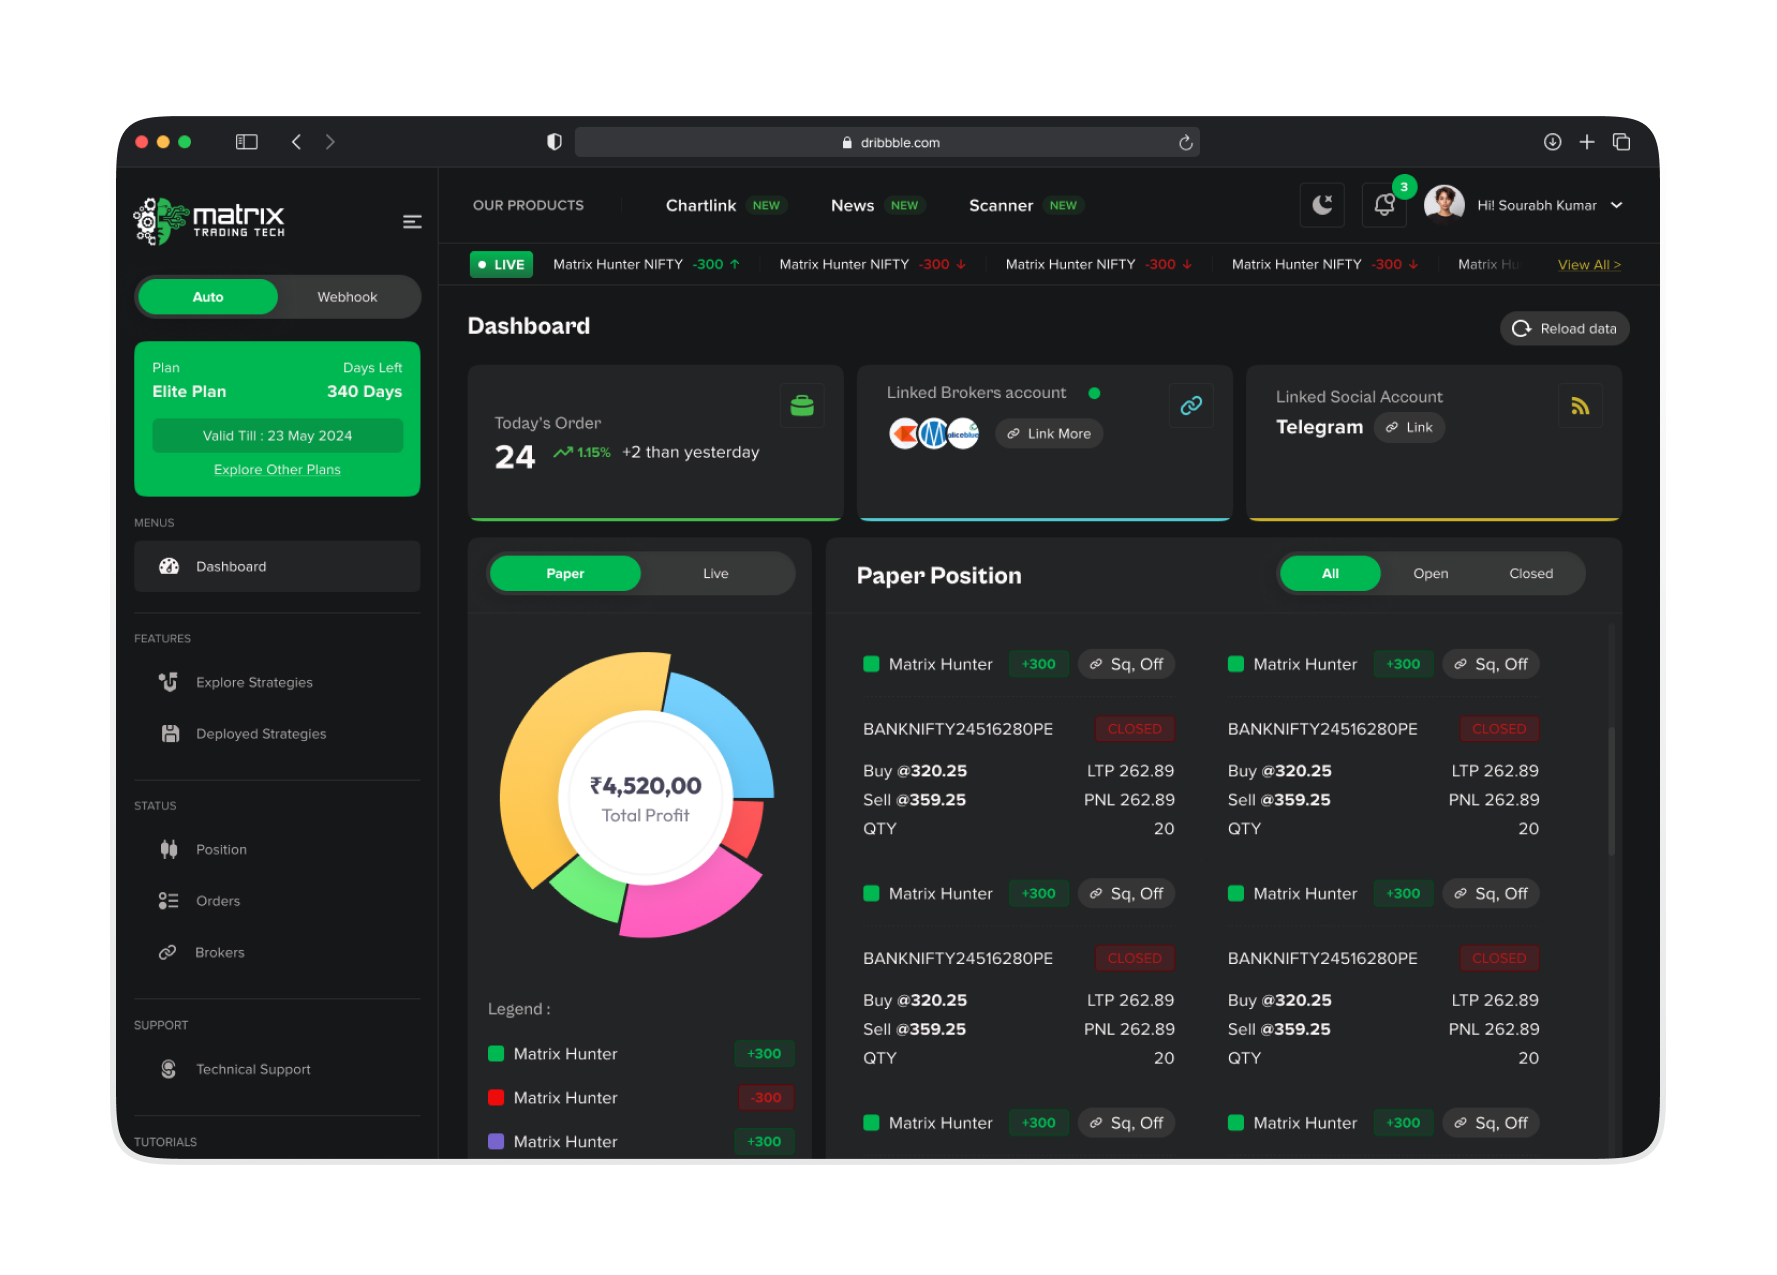 dribbble.com
matrix
TRADING TECH
OUR PRODUCTS
Chartlink NEW
News NEW
Scanner NEW
3
Hi! Sourabh Kumar
LIVE
Matrix Hunter NIFTY -300 ↑
Matrix Hunter NIFTY -300 ↓
Matrix Hunter NIFTY -300 ↓
Matrix Hunter NIFTY -300 ↓
Matrix
View All >
Auto
Webhook
Plan
Days Left
Elite Plan
340 Days
Valid Till : 23 May 2024
Explore Other Plans
MENUS
Dashboard
FEATURES
Explore Strategies
Deployed Strategies
STATUS
Position
Orders
Brokers
SUPPORT
Technical Support
TUTORIALS
Dashboard
Reload data
Today's Order
24 1.15% +2 than yesterday
Linked Brokers account
aliceblue
Link More
Linked Social Account
Telegram Link
Paper
Live
₹4,520,00
Total Profit
Legend :
Matrix Hunter +300
Matrix Hunter -300
Matrix Hunter +300
Paper Position
All
Open
Closed
Matrix Hunter +300 Sq, Off
BANKNIFTY24516280PE CLOSED
Buy @320.25 LTP 262.89
Sell @359.25 PNL 262.89
QTY 20
Matrix Hunter +300 Sq, Off
BANKNIFTY24516280PE CLOSED
Buy @320.25 LTP 262.89
Sell @359.25 PNL 262.89
QTY 20
Matrix Hunter +300 Sq, Off
BANKNIFTY24516280PE CLOSED
Buy @320.25 LTP 262.89
Sell @359.25 PNL 262.89
QTY 20
Matrix Hunter +300 Sq, Off
BANKNIFTY24516280PE CLOSED
Buy @320.25 LTP 262.89
Sell @359.25 PNL 262.89
QTY 20
Matrix Hunter +300 Sq, Off
Matrix Hunter +300 Sq, Off